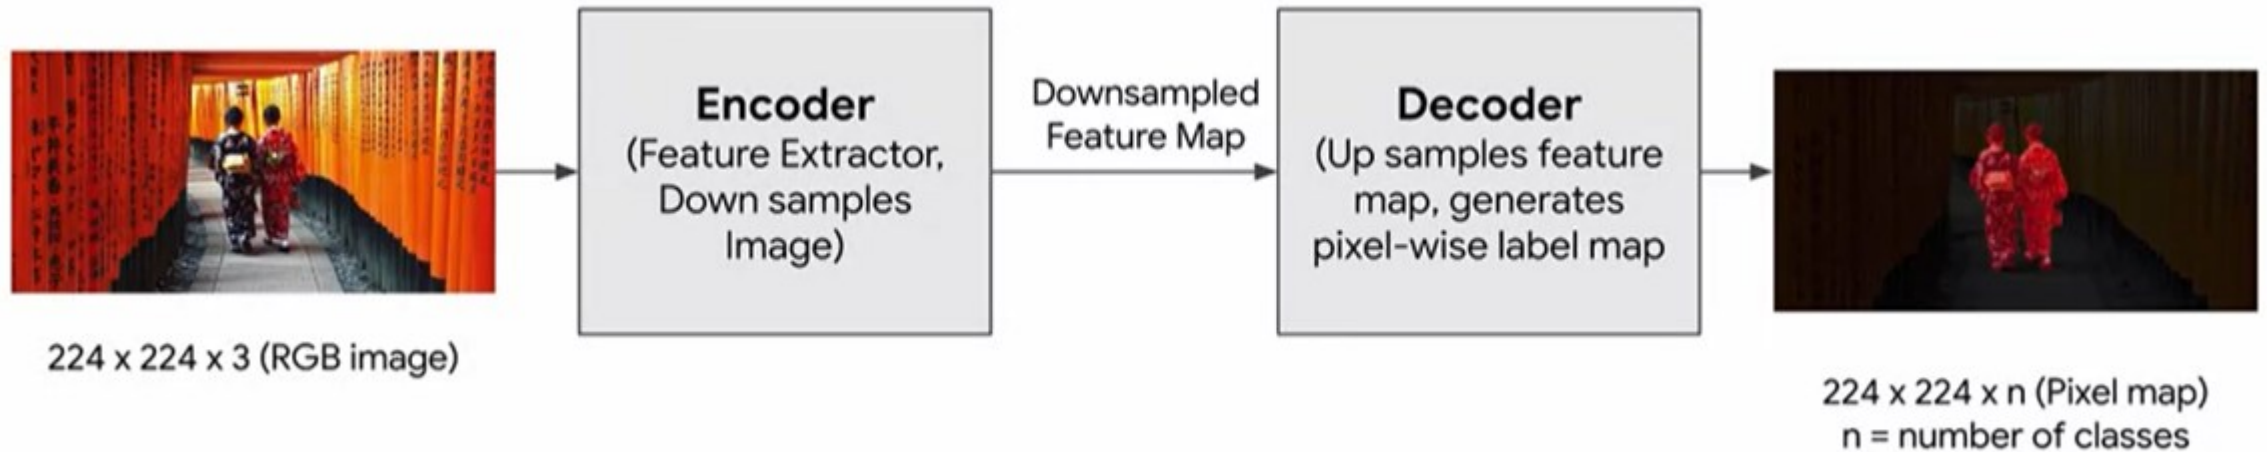 Encoder
(Feature Extractor,
Down samples
Image)
Downsampled
Feature Map
Decoder
(Up samples feature
map, generates
pixel-wise label map
224 x 224 x 3 (RGB image)
224 x 224 x n (Pixel map)
n = number of classes